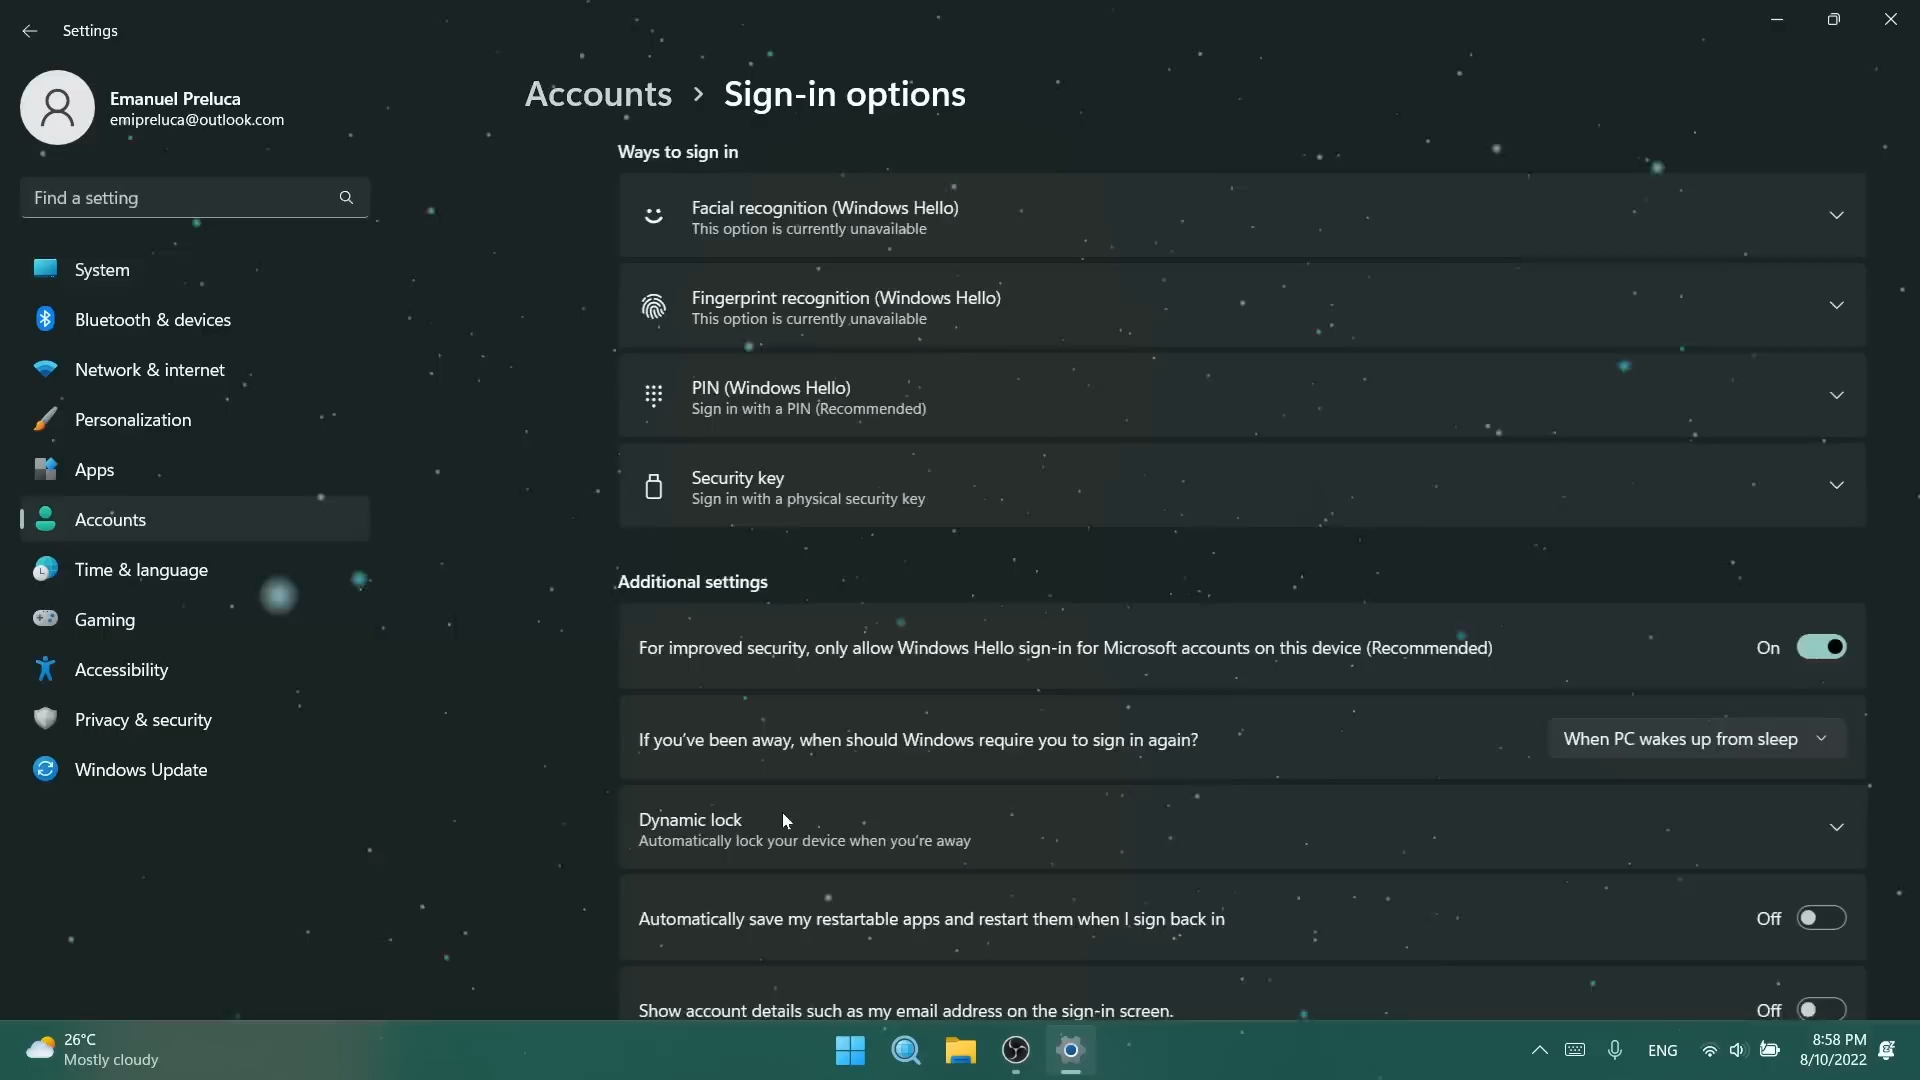 Settings
Emanuel Preluca
emipreluca@outlook.com
Find a setting
System
Bluetooth & devices
Network & internet
Personalization
Apps
Accounts
Time & language
Gaming
Accessibility
Privacy & security
Windows Update
Accounts > Sign-in options
Ways to sign in
Facial recognition (Windows Hello)
This option is currently unavailable
Fingerprint recognition (Windows Hello)
This option is currently unavailable
PIN (Windows Hello)
Sign in with a PIN (Recommended)
Security key
Sign in with a physical security key
Additional settings
For improved security, only allow Windows Hello sign-in for Microsoft accounts on this device (Recommended) On
If you've been away, when should Windows require you to sign in again? When PC wakes up from sleep
Dynamic lock
Automatically lock your device when you're away
Automatically save my restartable apps and restart them when I sign back in Off
Show account details such as my email address on the sign-in screen. Off
26°C
Mostly cloudy
ENG
8:58 PM
8/10/2022